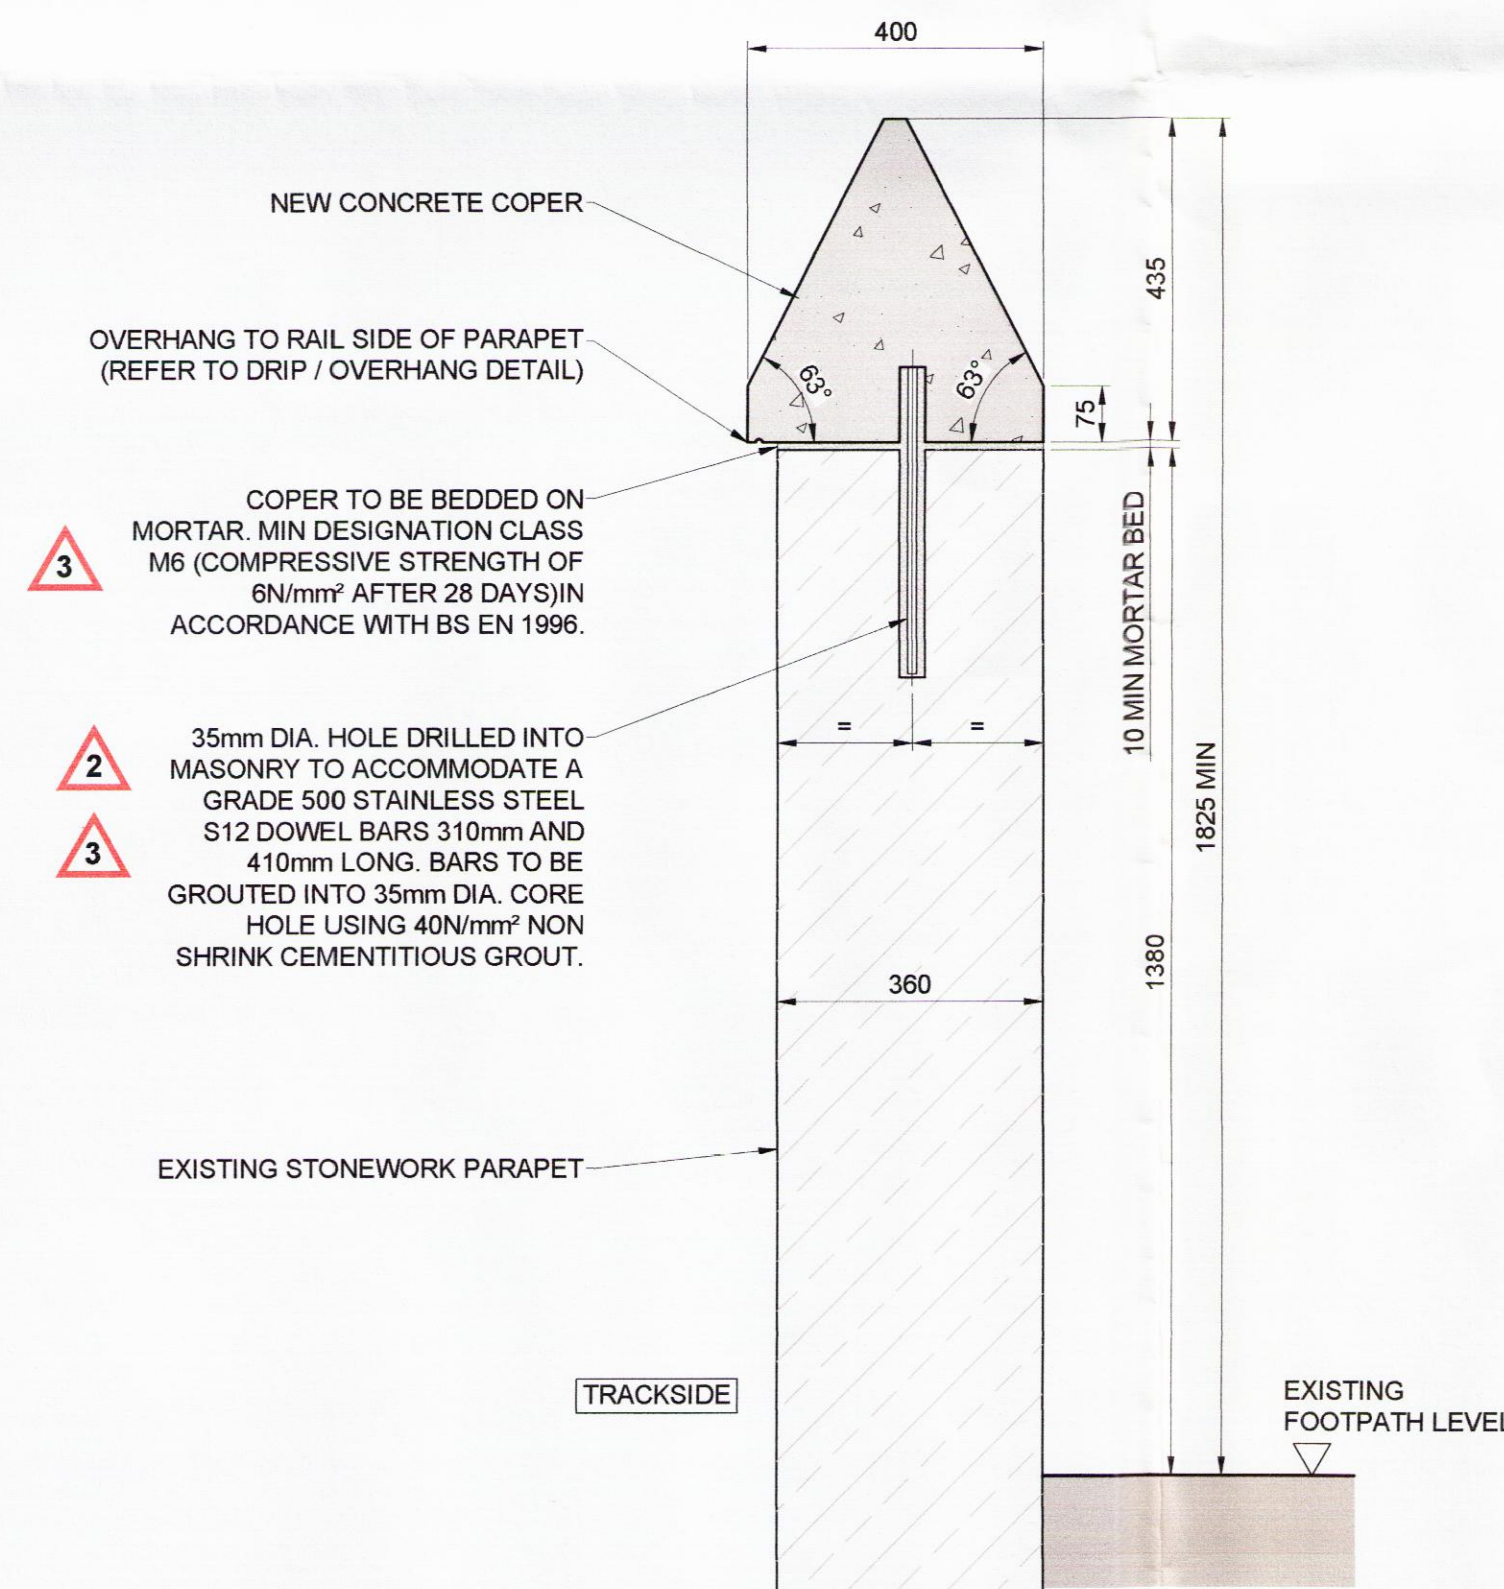 400
NEW CONCRETE COPER
435
OVERHANG TO RAIL SIDE OF PARAPET
(REFER TO DRIP / OVERHANG DETAIL)
63°
63°
75
COPER TO BE BEDDED ON
MORTAR. MIN DESIGNATION CLASS
M6 (COMPRESSIVE STRENGTH OF
6N/mm² AFTER 28 DAYS)IN
ACCORDANCE WITH BS EN 1996.
3
10 MIN MORTAR BED
35mm DIA. HOLE DRILLED INTO
MASONRY TO ACCOMMODATE A
GRADE 500 STAINLESS STEEL
S12 DOWEL BARS 310mm AND
410mm LONG. BARS TO BE
GROUTED INTO 35mm DIA. CORE
HOLE USING 40N/mm² NON
SHRINK CEMENTITIOUS GROUT.
2
3
= =
1825 MIN
1380
360
EXISTING STONEWORK PARAPET
TRACKSIDE
EXISTING
FOOTPATH LEVEL